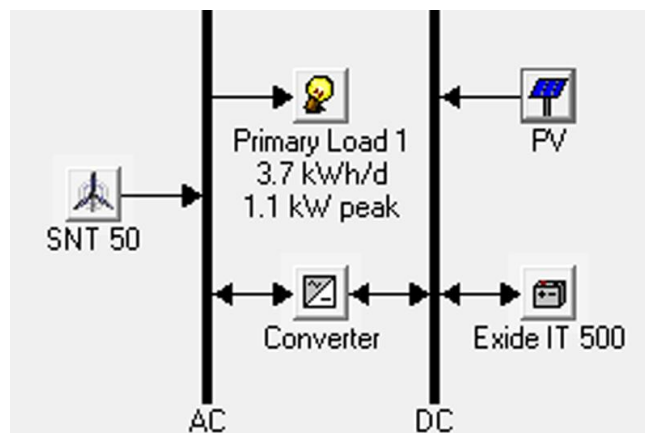 Primary Load 1
3.7 kWh/d
1.1 kW peak
PV
SNT 50
Converter
Exide IT 500
AC
DC